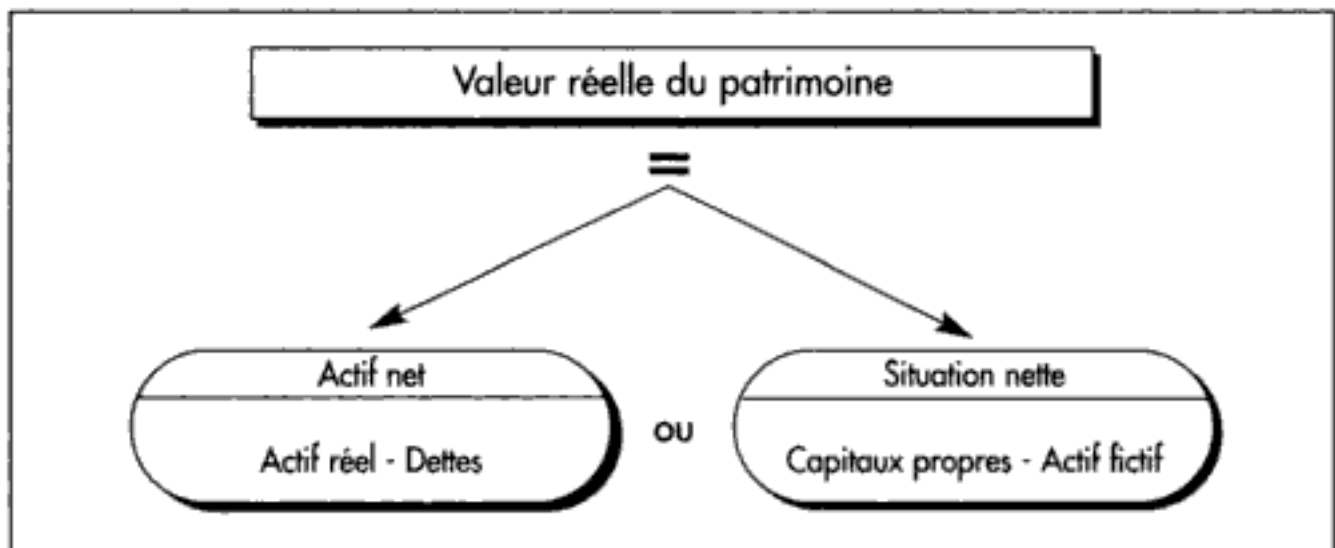 Valeur réelle du patrimoine
=
Actif net
Actif réel - Dettes
ou
Situation nette
Capitaux propres - Actif fictif